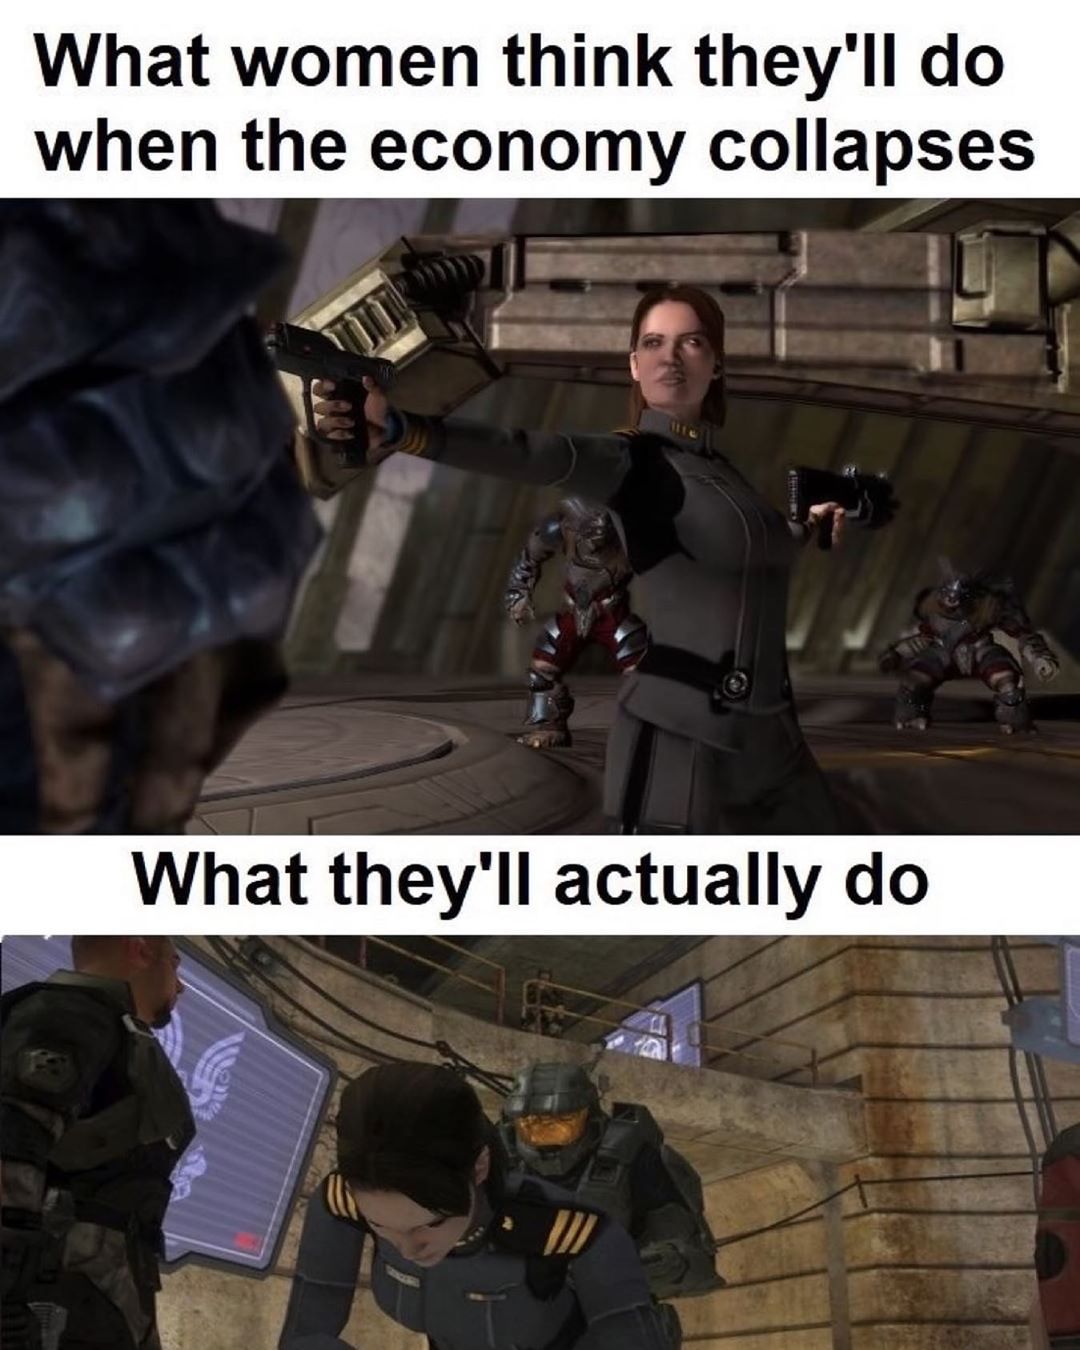 What women think they'll do
when the economy collapses
What they'll actually do